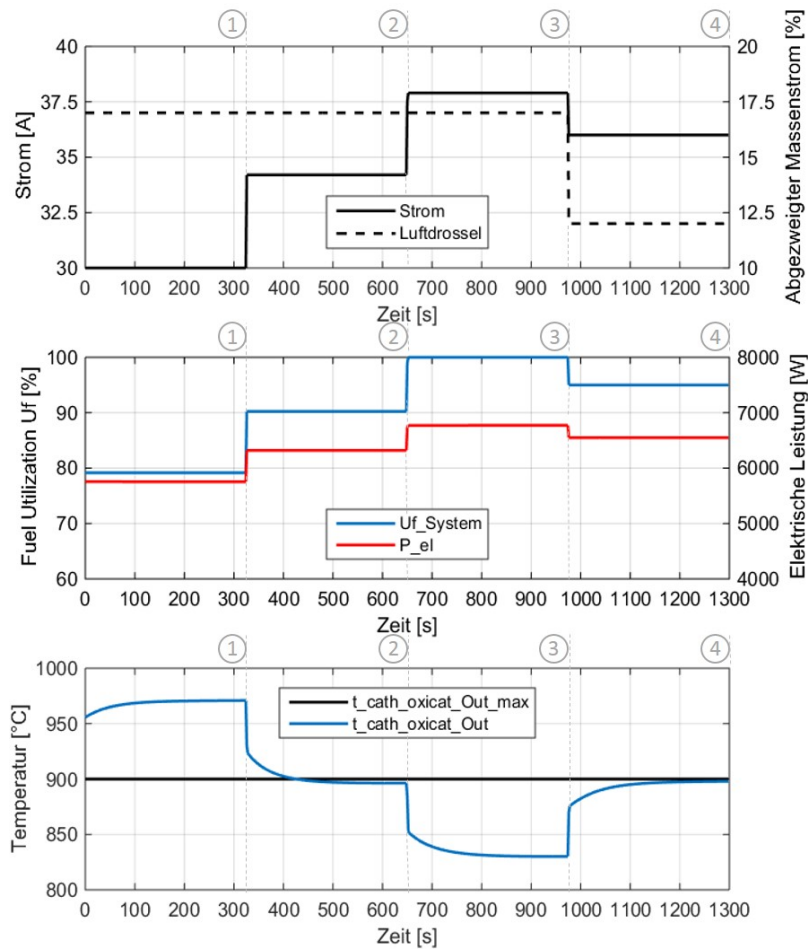 1 2 3 4
40 37.5 35 32.5 30
Strom [A]
20 17.5 15 12.5 10
Abgezweigter Massenstrom [%]
Strom
Luftdrossel
0 100 200 300 400 500 600 700 800 900 1000 1100 1200 1300
Zeit [s]
1 2 3 4
100 90 80 70 60
Fuel Utilization Uf [%]
8000 7000 6000 5000 4000
Elektrische Leistung [W]
Uf_System
P_el
0 100 200 300 400 500 600 700 800 900 1000 1100 1200 1300
Zeit [s]
1 2 3 4
1000 950 900 850 800
Temperatur [°C]
t_cath_oxicat_Out_max
t_cath_oxicat_Out
0 100 200 300 400 500 600 700 800 900 1000 1100 1200 1300
Zeit [s]